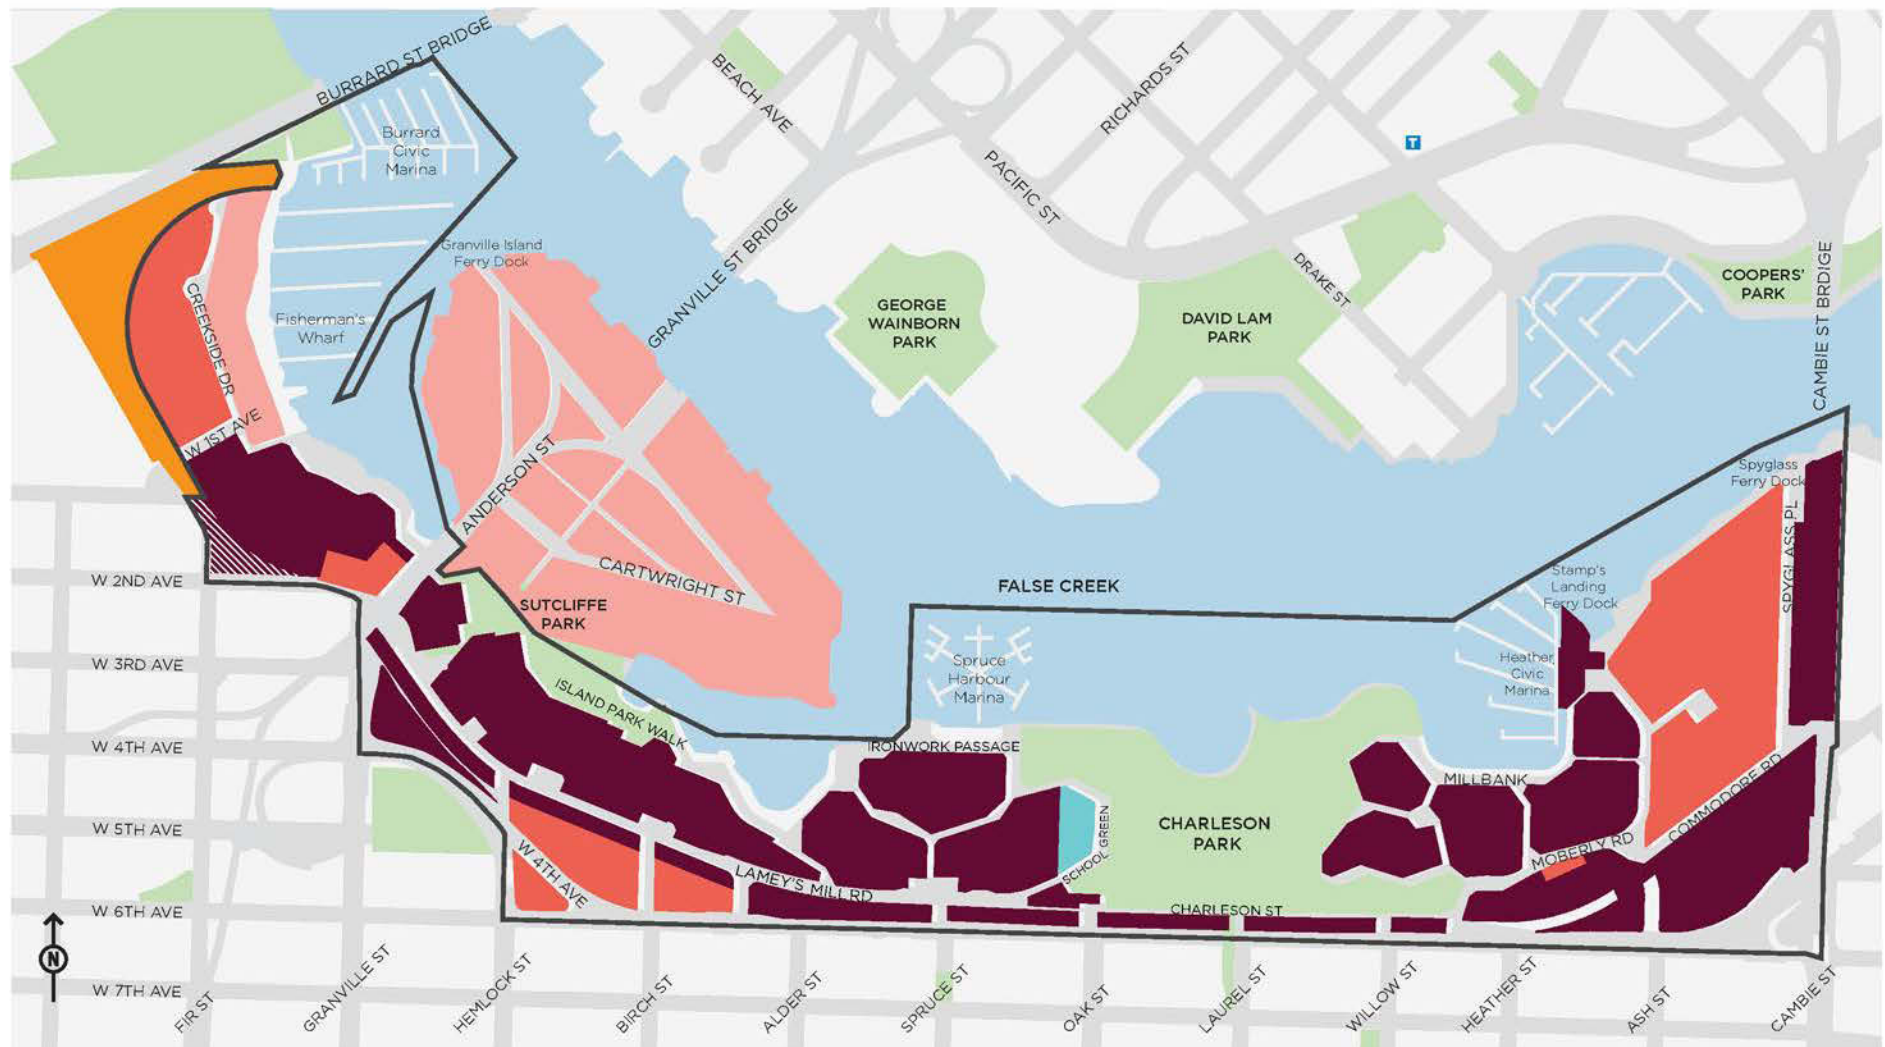 BURRARD ST BRIDGE
Burrard
Civic
Marina
BEACH AVE
RICHARDS ST
T
PACIFIC ST
GRANVILLE ST BRIDGE
Granville Island
Ferry Dock
Fisherman's
Wharf
CREEKSIDE DR
W 1ST AVE
GEORGE
WAINBORN
PARK
DAVID LAM
PARK
DRAKE ST
COOPERS'
PARK
CAMBIE ST BRDIGE
Spyglass
Ferry Dock
SPYGLASS PL
ANDERSON ST
CARTWRIGHT ST
SUTCLIFFE
PARK
FALSE CREEK
Stamp's
Landing
Ferry Dock
Heather
Civic
Marina
Spruce
Harbour
Marina
ISLAND PARK WALK
IRONWORK PASSAGE
MILLBANK
COMMODORE RD
MOBERLY RD
CHARLESON
PARK
SCHOOL GREEN
LAMEY'S MILL RD
W 4TH AVE
CHARLESON ST
W 2ND AVE
W 3RD AVE
W 4TH AVE
W 5TH AVE
W 6TH AVE
W 7TH AVE
N
FIR ST
GRANVILLE ST
HEMLOCK ST
BIRCH ST
ALDER ST
SPRUCE ST
OAK ST
LAUREL ST
WILLOW ST
HEATHER ST
ASH ST
CAMBIE ST